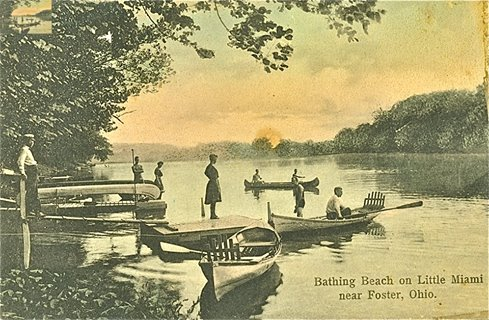 Bathing Beach on Little Miami
near Foster, Ohio.